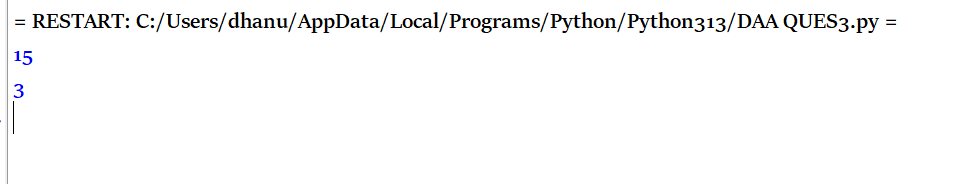 = RESTART: C:/Users/dhanu/AppData/Local/Programs/Python/Python313/DAA QUES3.py =
15
3